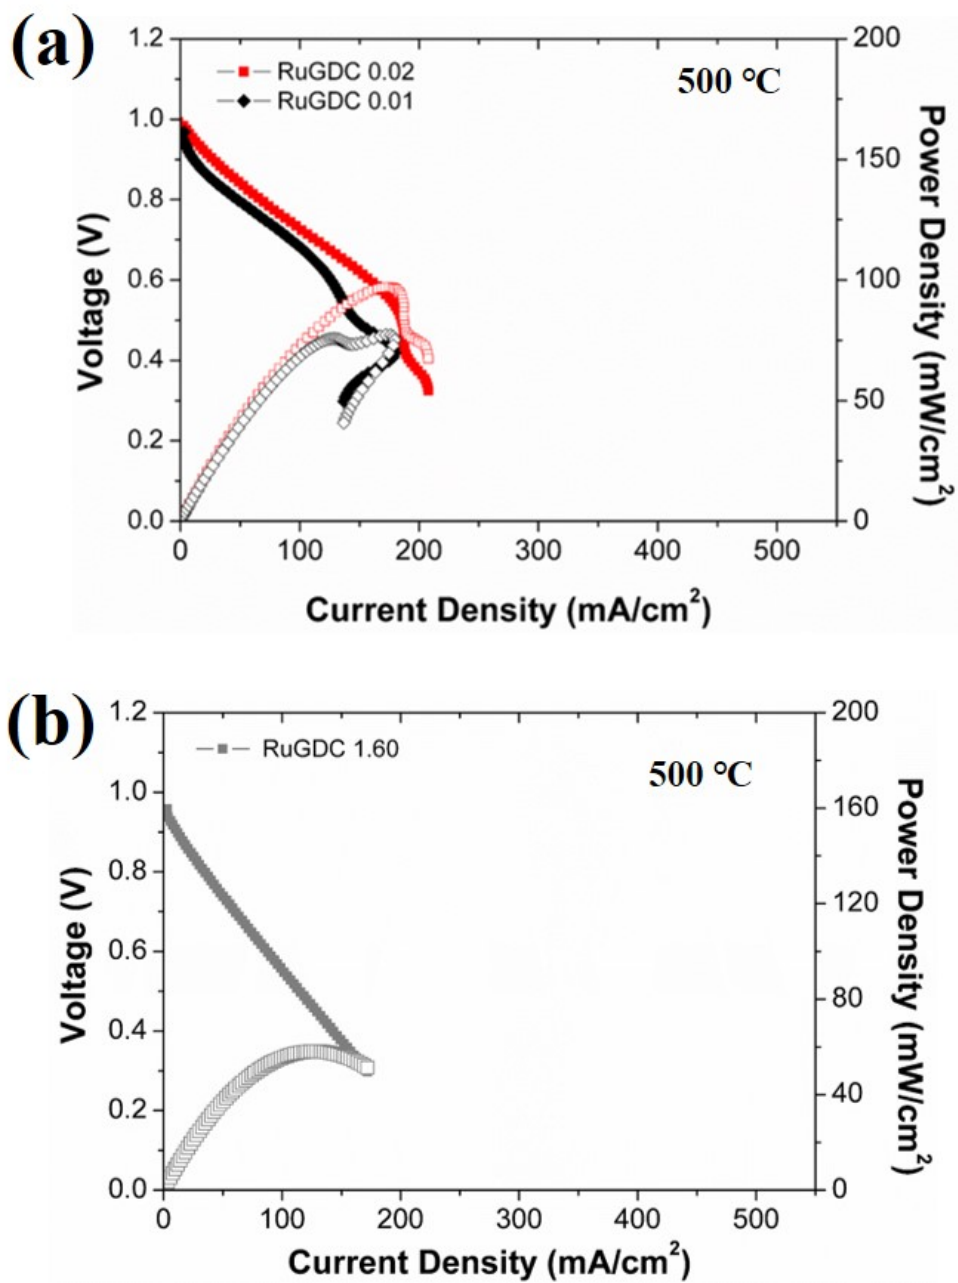 (a)
1.2
1.0
0.8
0.6
0.4
0.2
0.0
Voltage (V)
RuGDC 0.02
RuGDC 0.01
500 °C
200
150
100
50
0
Power Density (mW/cm²)
0 100 200 300 400 500
Current Density (mA/cm²)
(b)
1.2
1.0
0.8
0.6
0.4
0.2
0.0
Voltage (V)
RuGDC 1.60
500 °C
200
160
120
80
40
0
Power Density (mW/cm²)
0 100 200 300 400 500
Current Density (mA/cm²)